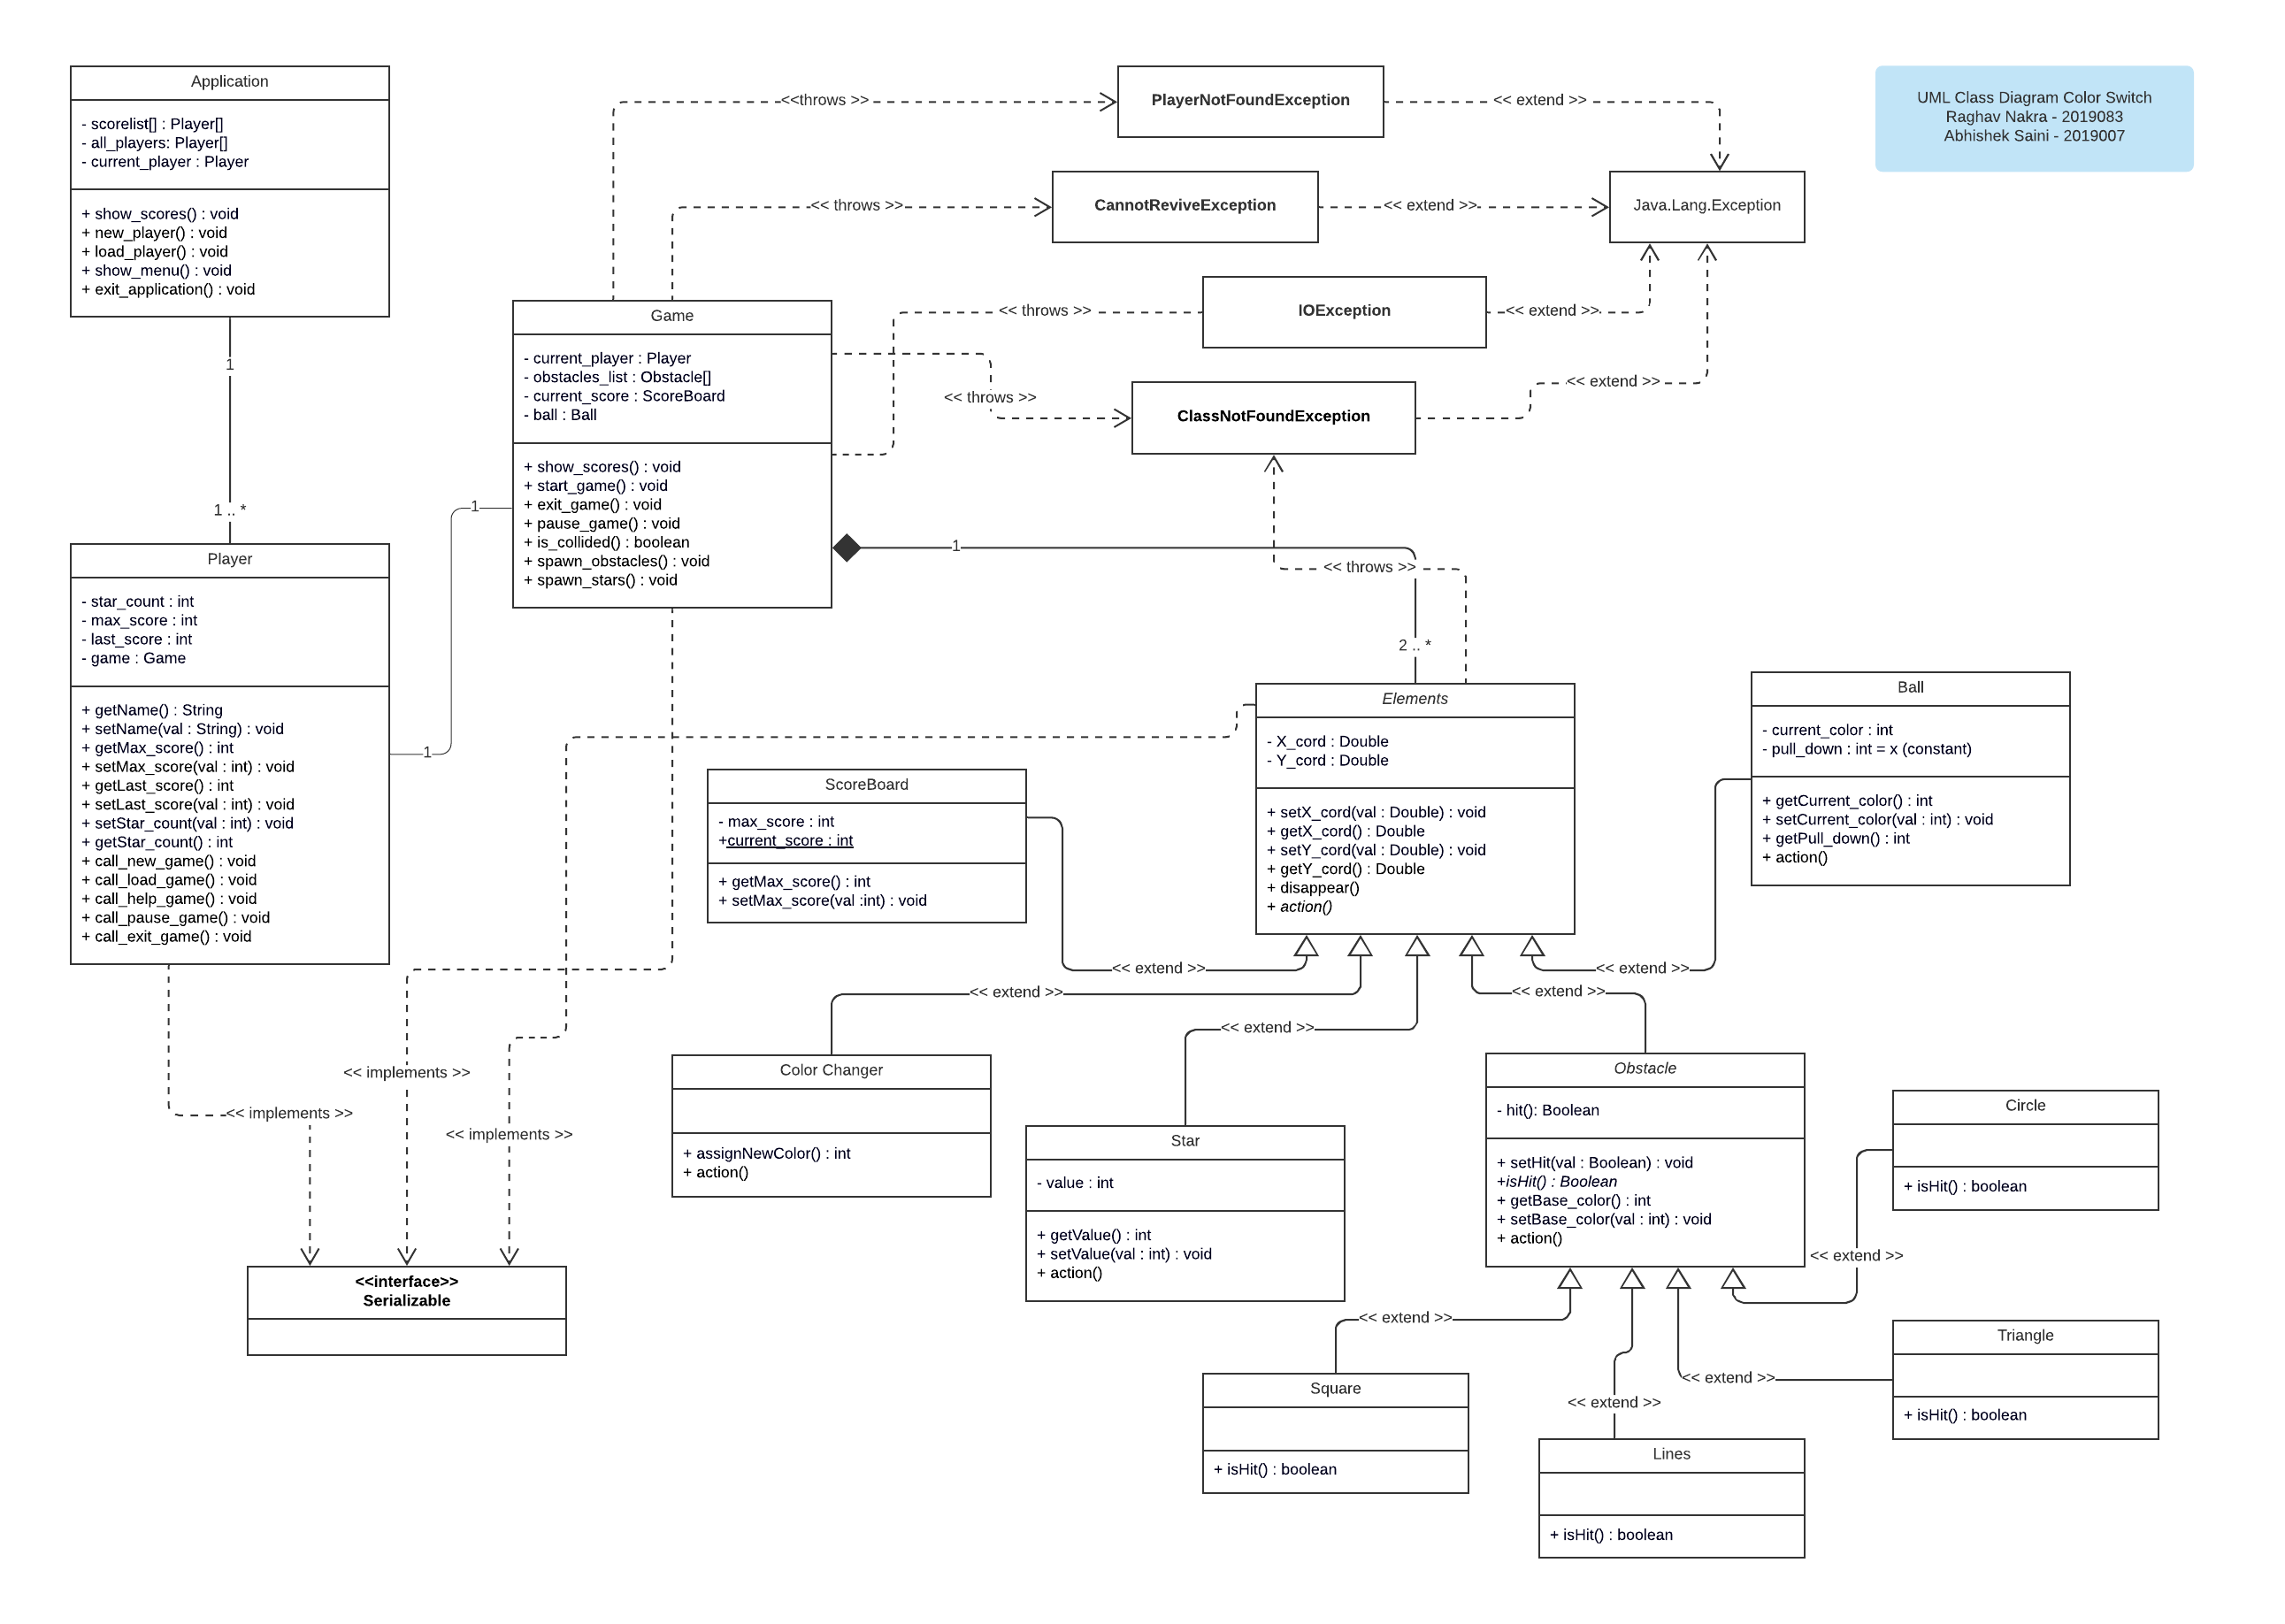 Application
- scorelist[] : Player[]
- all_players: Player[]
- current_player : Player
+ show_scores() : void
+ new_player() : void
+ load_player() : void
+ show_menu() : void
+ exit_application() : void
1
1 .. *
Player
- star_count : int
- max_score : int
- last_score : int
- game : Game
+ getName() : String
+ setName(val : String) : void
+ getMax_score() : int
+ setMax_score(val : int) : void
+ getLast_score() : int
+ setLast_score(val : int) : void
+ setStar_count(val : int) : void
+ getStar_count() : int
+ call_new_game() : void
+ call_load_game() : void
+ call_help_game() : void
+ call_pause_game() : void
+ call_exit_game() : void
1
1
Game
- current_player : Player
- obstacles_list : Obstacle[]
- current_score : ScoreBoard
- ball : Ball
+ show_scores() : void
+ start_game() : void
+ exit_game() : void
+ pause_game() : void
+ is_collided() : boolean
+ spawn_obstacles() : void
+ spawn_stars() : void
<<throws >>
<< throws >>
<< throws >>
<< throws >>
PlayerNotFoundException
CannotReviveException
IOException
ClassNotFoundException
<< extend >>
<< extend >>
<< extend >>
<< extend >>
Java.Lang.Exception
UML Class Diagram Color Switch
Raghav Nakra - 2019083
Abhishek Saini - 2019007
1
<< throws >>
2 .. *
Elements
- X_cord : Double
- Y_cord : Double
+ setX_cord(val : Double) : void
+ getX_cord() : Double
+ setY_cord(val : Double) : void
+ getY_cord() : Double
+ disappear()
+ action()
Ball
- current_color : int
- pull_down : int = x (constant)
+ getCurrent_color() : int
+ setCurrent_color(val : int) : void
+ getPull_down() : int
+ action()
ScoreBoard
- max_score : int
+current_score : int
+ getMax_score() : int
+ setMax_score(val :int) : void
<< extend >>
<< extend >>
<< extend >>
<< extend >>
<< extend >>
<< implements >>
<< implements >>
<< implements >>
<<interface>>
Serializable
Color Changer
+ assignNewColor() : int
+ action()
Star
- value : int
+ getValue() : int
+ setValue(val : int) : void
+ action()
Obstacle
- hit(): Boolean
+ setHit(val : Boolean) : void
+isHit() : Boolean
+ getBase_color() : int
+ setBase_color(val : int) : void
+ action()
Circle
+ isHit() : boolean
<< extend >>
<< extend >>
<< extend >>
<< extend >>
Triangle
+ isHit() : boolean
Square
+ isHit() : boolean
Lines
+ isHit() : boolean